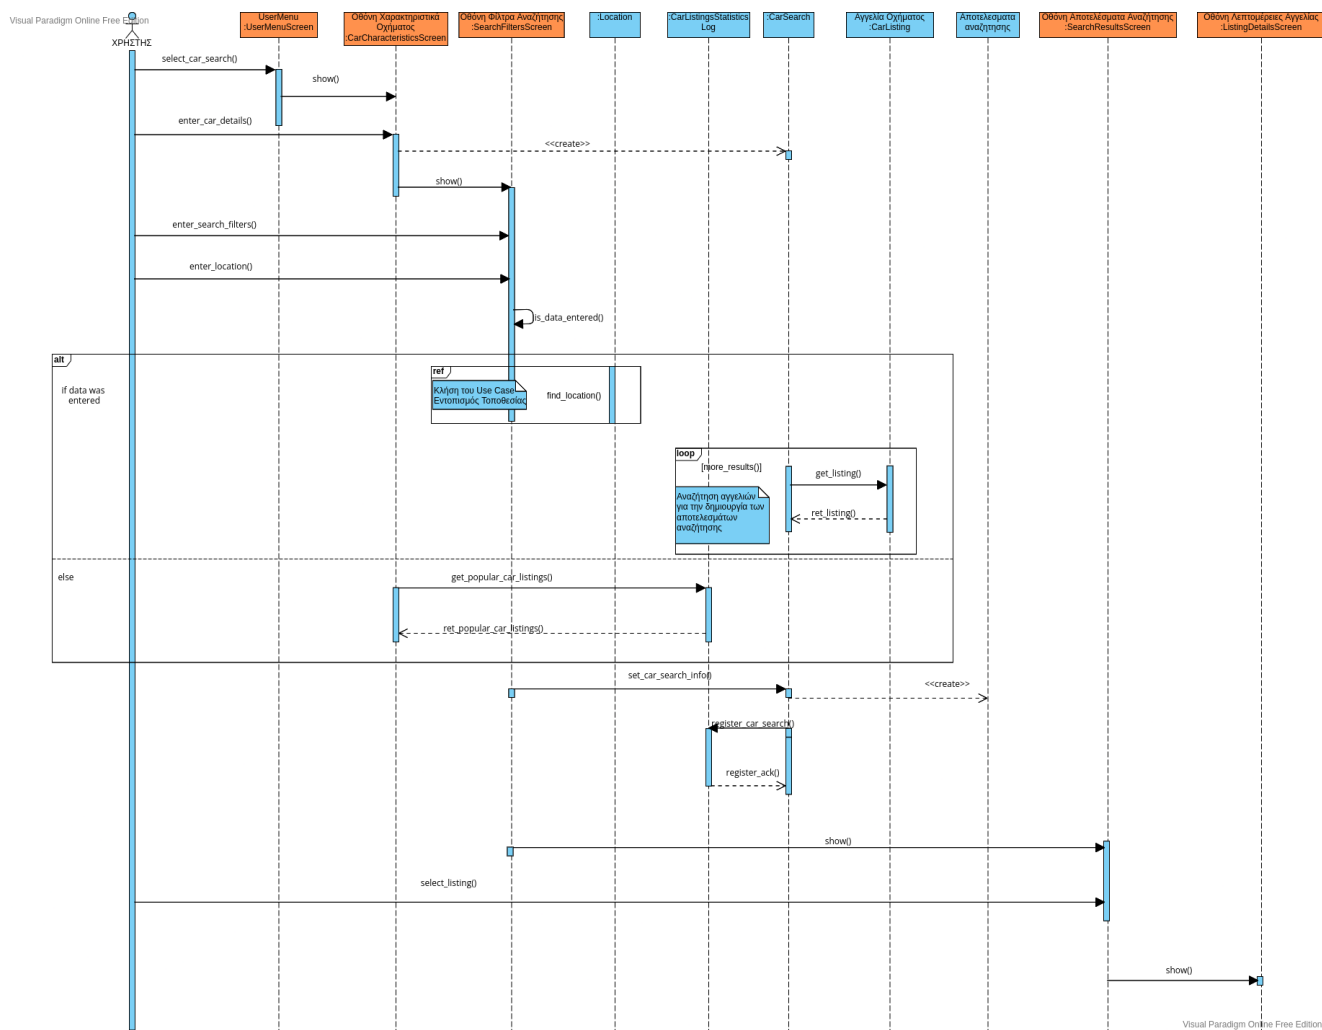 Visual Paradigm Online Free Edition
ΧΡΗΣΤΗΣ
UserMenu
:UserMenuScreen
Οθόνη Χαρακτηριστικά
Οχήματος
:CarCharacteristicsScreen
Οθόνη Φίλτρα Αναζήτησης
:SearchFiltersScreen
:Location
:CarListingsStatistics
Log
:CarSearch
Αγγελία Οχήματος
:CarListing
Αποτελεσματα
αναζήτησης
Οθόνη Αποτελέσματα Αναζήτησης
:SearchResultsScreen
Οθόνη Λεπτομέρειες Αγγελίας
:ListingDetailsScreen
select_car_search()
show()
enter_car_details()
<<create>>
show()
enter_search_filters()
enter_location()
is_data_entered()
alt
if data was
entered
ref
Κλήση του Use Case
Εντοπισμός Τοποθεσίας
find_location()
loop
[more_results()]
get_listing()
Αναζήτηση αγγελιών
για την δημιουργία των
αποτελεσμάτων
αναζήτησης
ret_listing()
else
get_popular_car_listings()
ret_popular_car_listings()
set_car_search_info()
<<create>>
register_car_search()
register_ack()
show()
select_listing()
show()
Visual Paradigm Online Free Edition